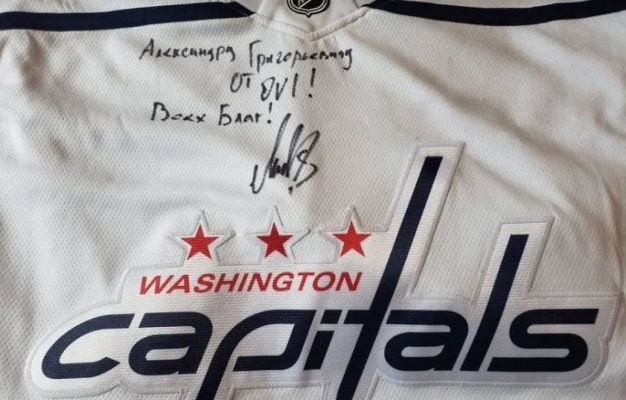 Александру Григорьевичу
от OVI!
Всех Благ!
WASHINGTON
capitals